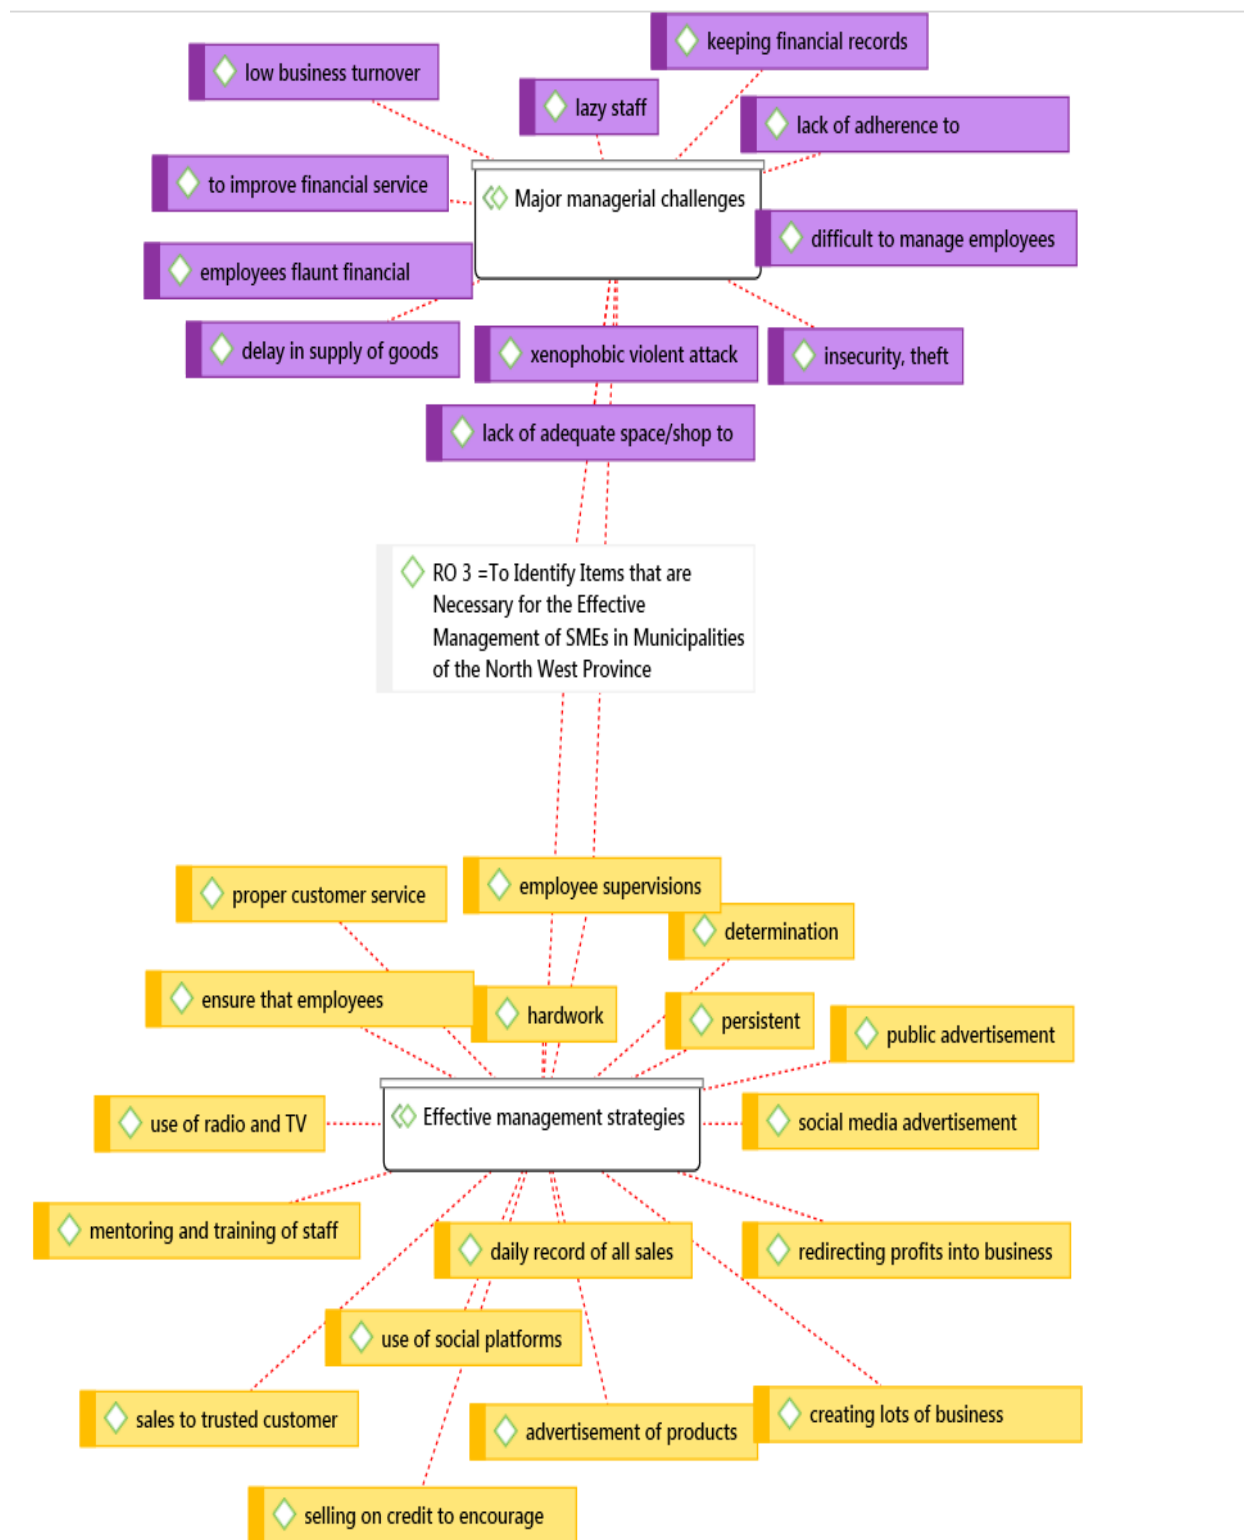 keeping financial records
low business turnover
lazy staff
lack of adherence to
to improve financial service
Major managerial challenges
difficult to manage employees
employees flaunt financial
delay in supply of goods
xenophobic violent attack
insecurity, theft
lack of adequate space/shop to
RO 3 =To Identify Items that are
Necessary for the Effective
Management of SMEs in Municipalities
of the North West Province
employee supervisions
proper customer service
determination
ensure that employees
hardwork
persistent
public advertisement
use of radio and TV
Effective management strategies
social media advertisement
mentoring and training of staff
daily record of all sales
redirecting profits into business
use of social platforms
sales to trusted customer
advertisement of products
creating lots of business
selling on credit to encourage